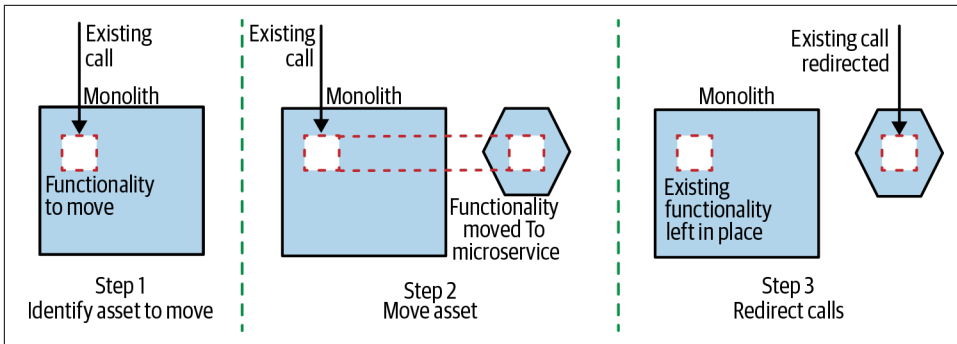 Existing
call
Monolith
Functionality
to move
Step 1
Identify asset to move
Existing
call
Monolith
Functionality
moved To
microservice
Step 2
Move asset
Existing call
redirected
Monolith
Existing
functionality
left in place
Step 3
Redirect calls